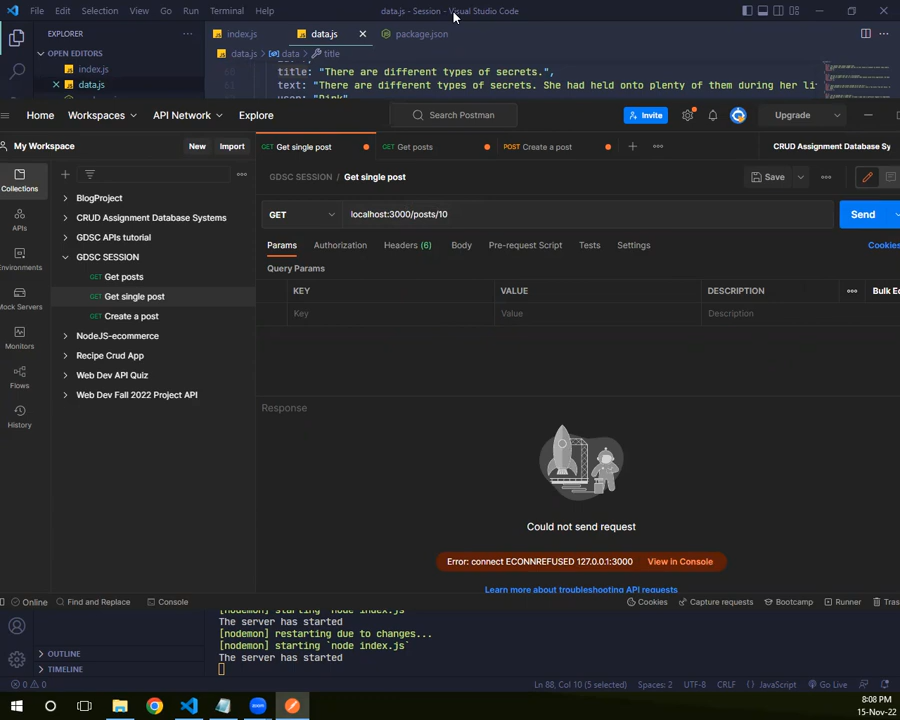 File Edit Selection View Go Run Terminal Help data.js - Session - Visual Studio Code
EXPLORER
OPEN EDITORS
index.js
data.js
index.js data.js package.json
data.js data title
title: "There are different types of secrets.",
text: "There are different types of secrets. She had held onto plenty of them during her li
Home Workspaces API Network Explore Search Postman Invite Upgrade
My Workspace New Import
GET Get single post GET Get posts POST Create a post CRUD Assignment Database Sy
Collections
APIs
Environments
Mock Servers
Monitors
Flows
History
BlogProject
CRUD Assignment Database Systems
GDSC APIs tutorial
GDSC SESSION
GET Get posts
GET Get single post
GET Create a post
NodeJS-ecommerce
Recipe Crud App
Web Dev API Quiz
Web Dev Fall 2022 Project API
GDSC SESSION / Get single post Save
GET localhost:3000/posts/10 Send
Params Authorization Headers (6) Body Pre-request Script Tests Settings Cookies
Query Params
KEY VALUE DESCRIPTION Bulk Ed
Key Value Description
Response
Could not send request
Error: connect ECONNREFUSED 127.0.0.1:3000 View in Console
Learn more about troubleshooting API requests
Online Find and Replace Console Cookies Capture requests Bootcamp Runner Tras
[nodemon] starting `node index.js`
The server has started
[nodemon] restarting due to changes...
[nodemon] starting `node index.js`
The server has started
OUTLINE
TIMELINE
0 0 Ln 88, Col 10 (5 selected) Spaces: 2 UTF-8 CRLF JavaScript Go Live
zoom
8:08 PM
15-Nov-22